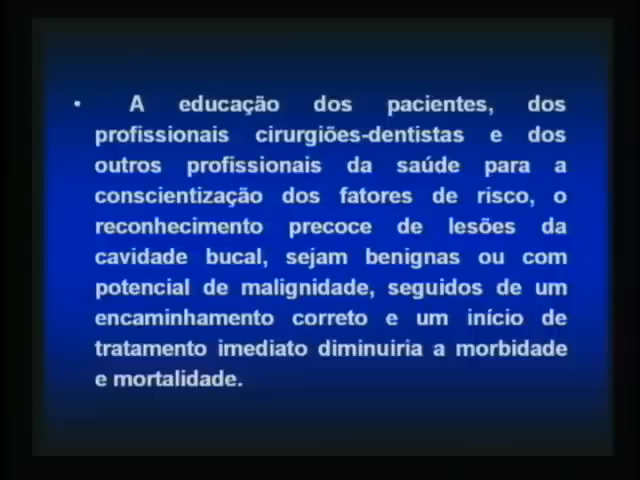 • A educação dos pacientes, dos
profissionais cirurgiões-dentistas e dos
outros profissionais da saúde para a
conscientização dos fatores de risco, o
reconhecimento precoce de lesões da
cavidade bucal, sejam benignas ou com
potencial de malignidade, seguidos de um
encaminhamento correto e um início de
tratamento imediato diminuiria a morbidade
e mortalidade.